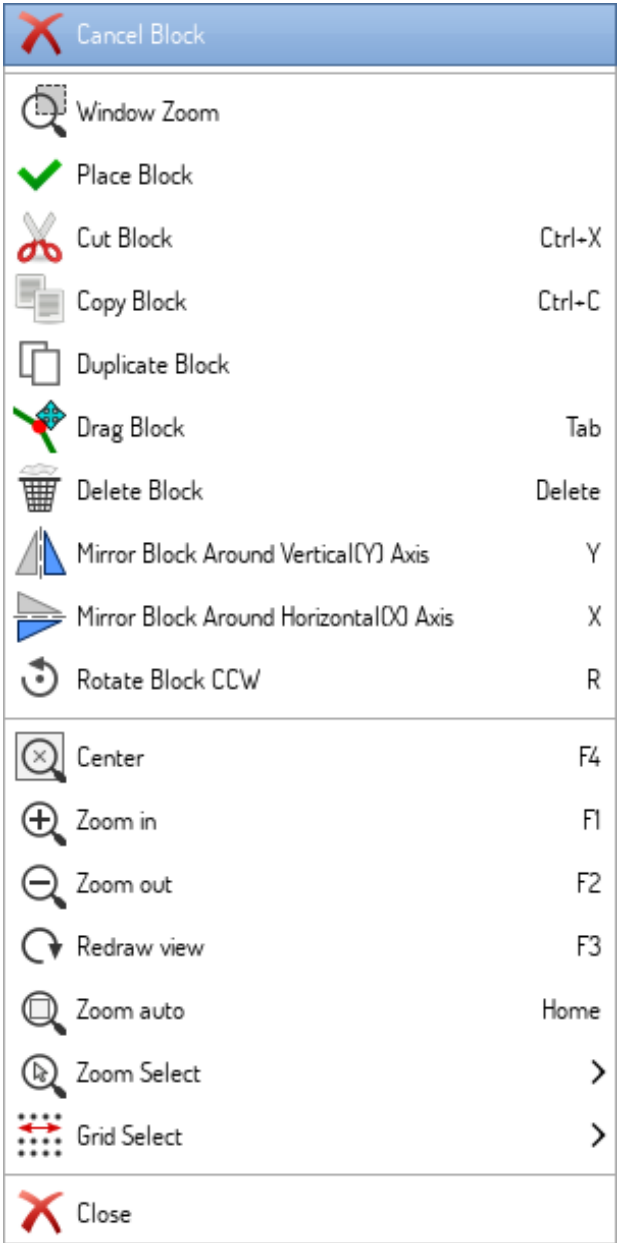 Cancel Block
Window Zoom
Place Block
Cut Block Ctrl+X
Copy Block Ctrl+C
Duplicate Block
Drag Block Tab
Delete Block Delete
Mirror Block Around Vertical(Y) Axis Y
Mirror Block Around Horizontal(X) Axis X
Rotate Block CCW R
Center F4
Zoom in F1
Zoom out F2
Redraw view F3
Zoom auto Home
Zoom Select
Grid Select
Close